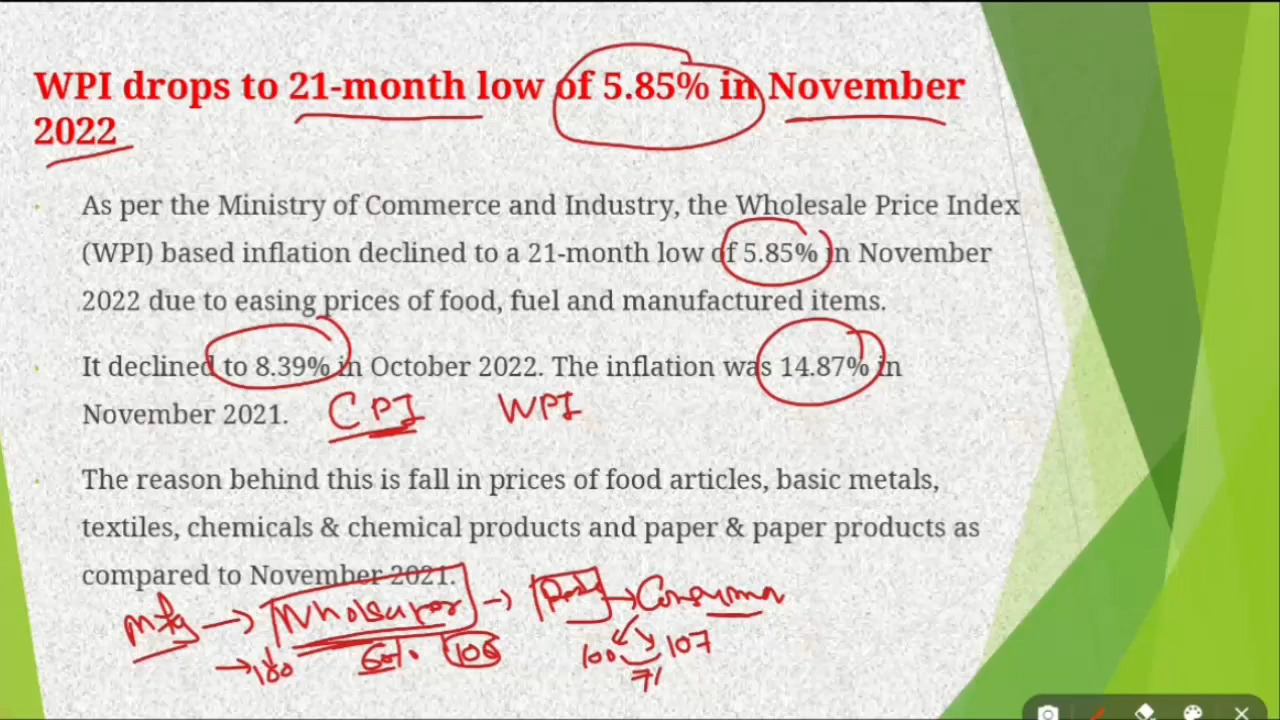 WPI drops to 21-month low of 5.85% in November
2022
As per the Ministry of Commerce and Industry, the Wholesale Price Index
(WPI) based inflation declined to a 21-month low of 5.85% in November
2022 due to easing prices of food, fuel and manufactured items.
It declined to 8.39% in October 2022. The inflation was 14.87% in
November 2021.
CPI WPI
The reason behind this is fall in prices of food articles, basic metals,
textiles, chemicals & chemical products and paper & paper products as
compared to November 2021.
mfg → → → Consumer
→ 100 106 100 107